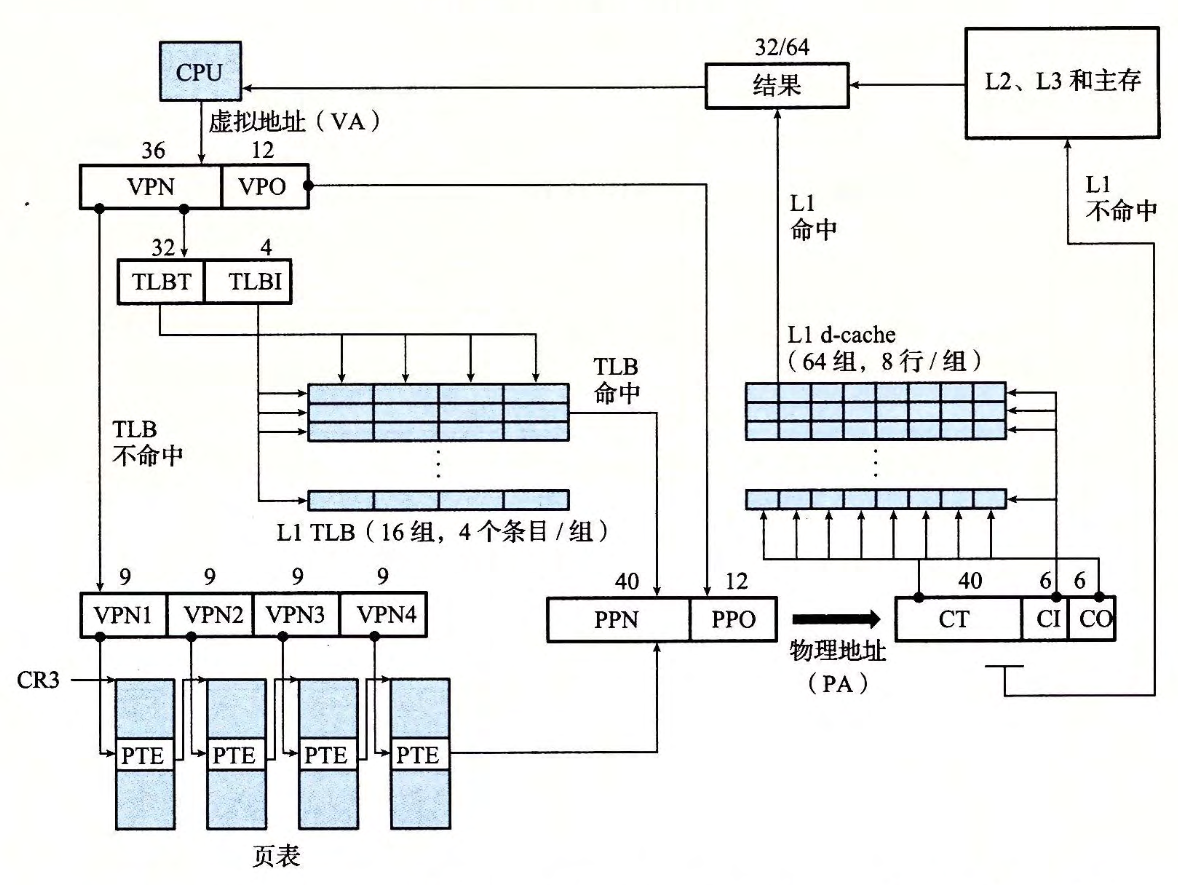 CPU
32/64
结果
L2、L3 和主存
虚拟地址（VA）
36
12
VPN
VPO
L1
命中
L1
不命中
32
4
TLBT
TLBI
TLB
命中
L1 d-cache
（64 组，8 行 / 组）
TLB
不命中
L1 TLB（16 组，4 个条目 / 组）
9
9
9
9
VPN1
VPN2
VPN3
VPN4
40
12
PPN
PPO
物理地址
（PA）
40
6
6
CT
CI
CO
CR3
PTE
PTE
PTE
PTE
页表